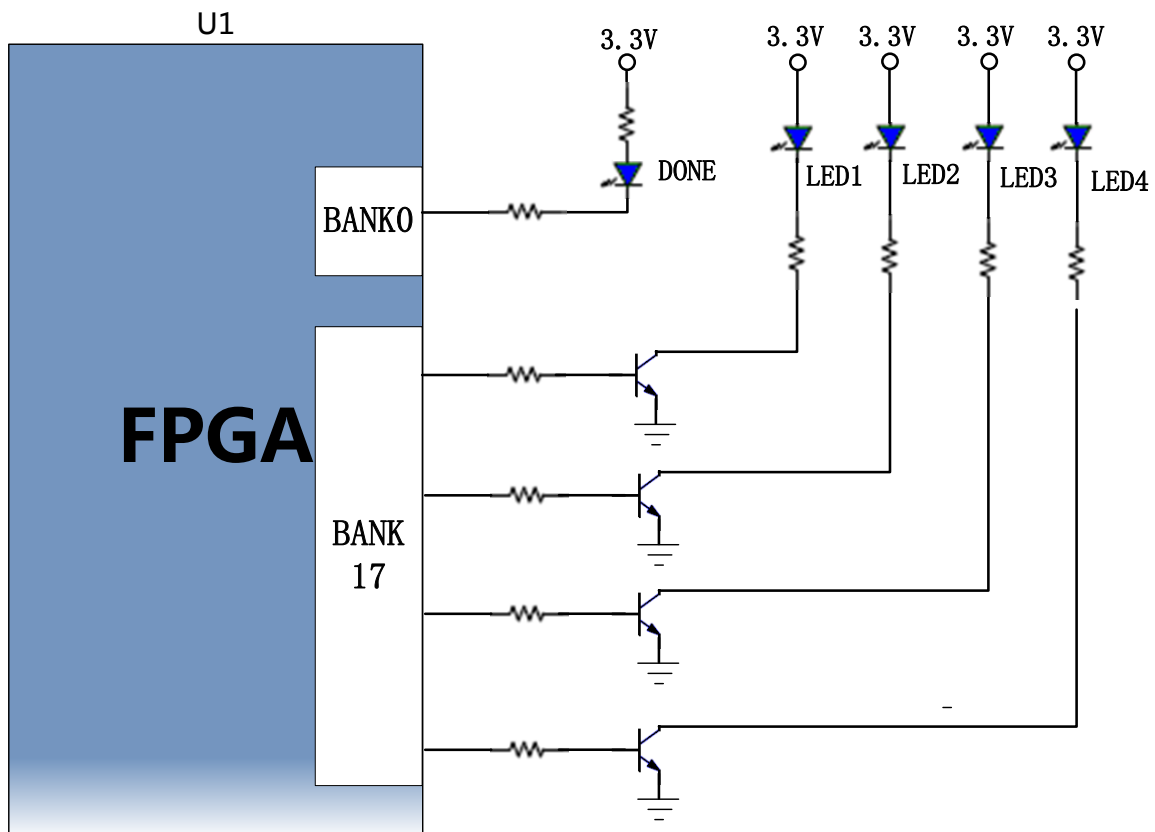 U1
3.3V
3.3V
3.3V
3.3V
3.3V
DONE
LED1
LED2
LED3
LED4
BANK0
FPGA
BANK
17